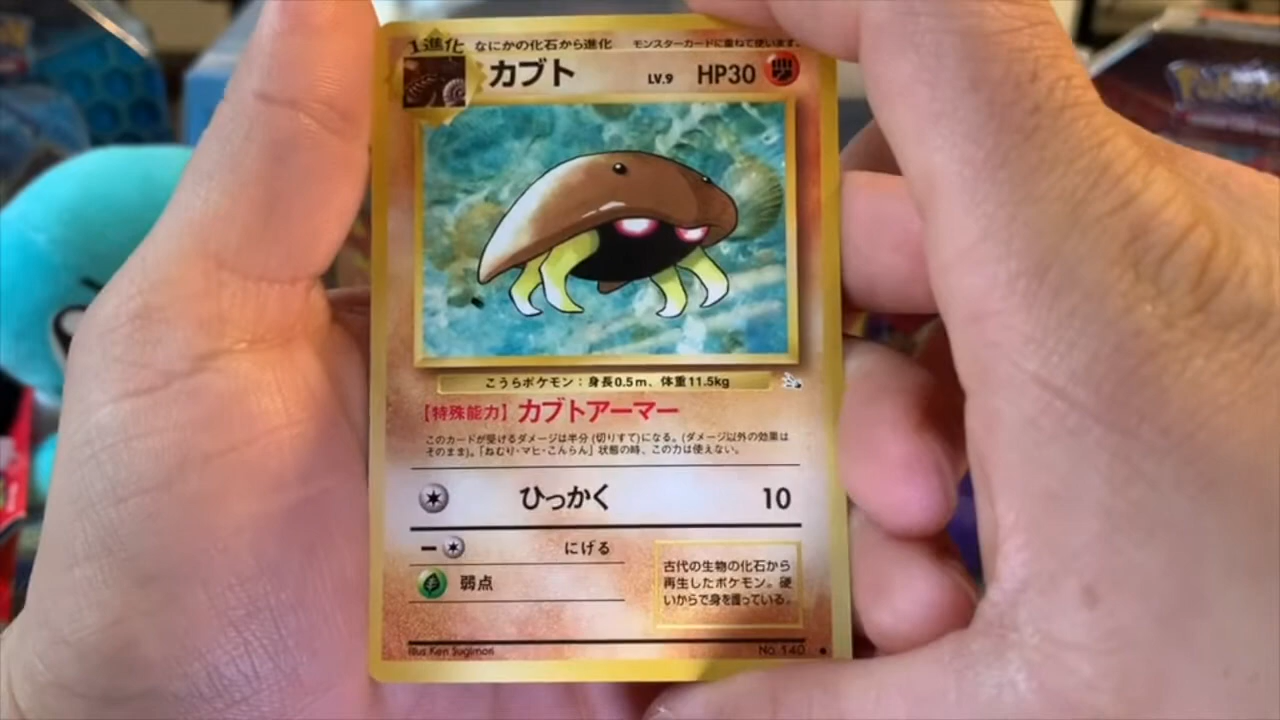 1進化 なにかの化石から進化 モンスターカードに重ねて使います。
カブト LV.9 HP30
こうらポケモン：身長0.5m、体重11.5kg
【特殊能力】カブトアーマー
このカードが受けるダメージは半分(切りすて)になる。(ダメージ以外の効果は
そのまま)。「ねむり・マヒ・こんらん」状態の時、この力は使えない。
ひっかく 10
にげる
弱点
古代の生物の化石から
再生したポケモン。硬
いからで身を護っている。
Illus Ken Sugimori No. 140